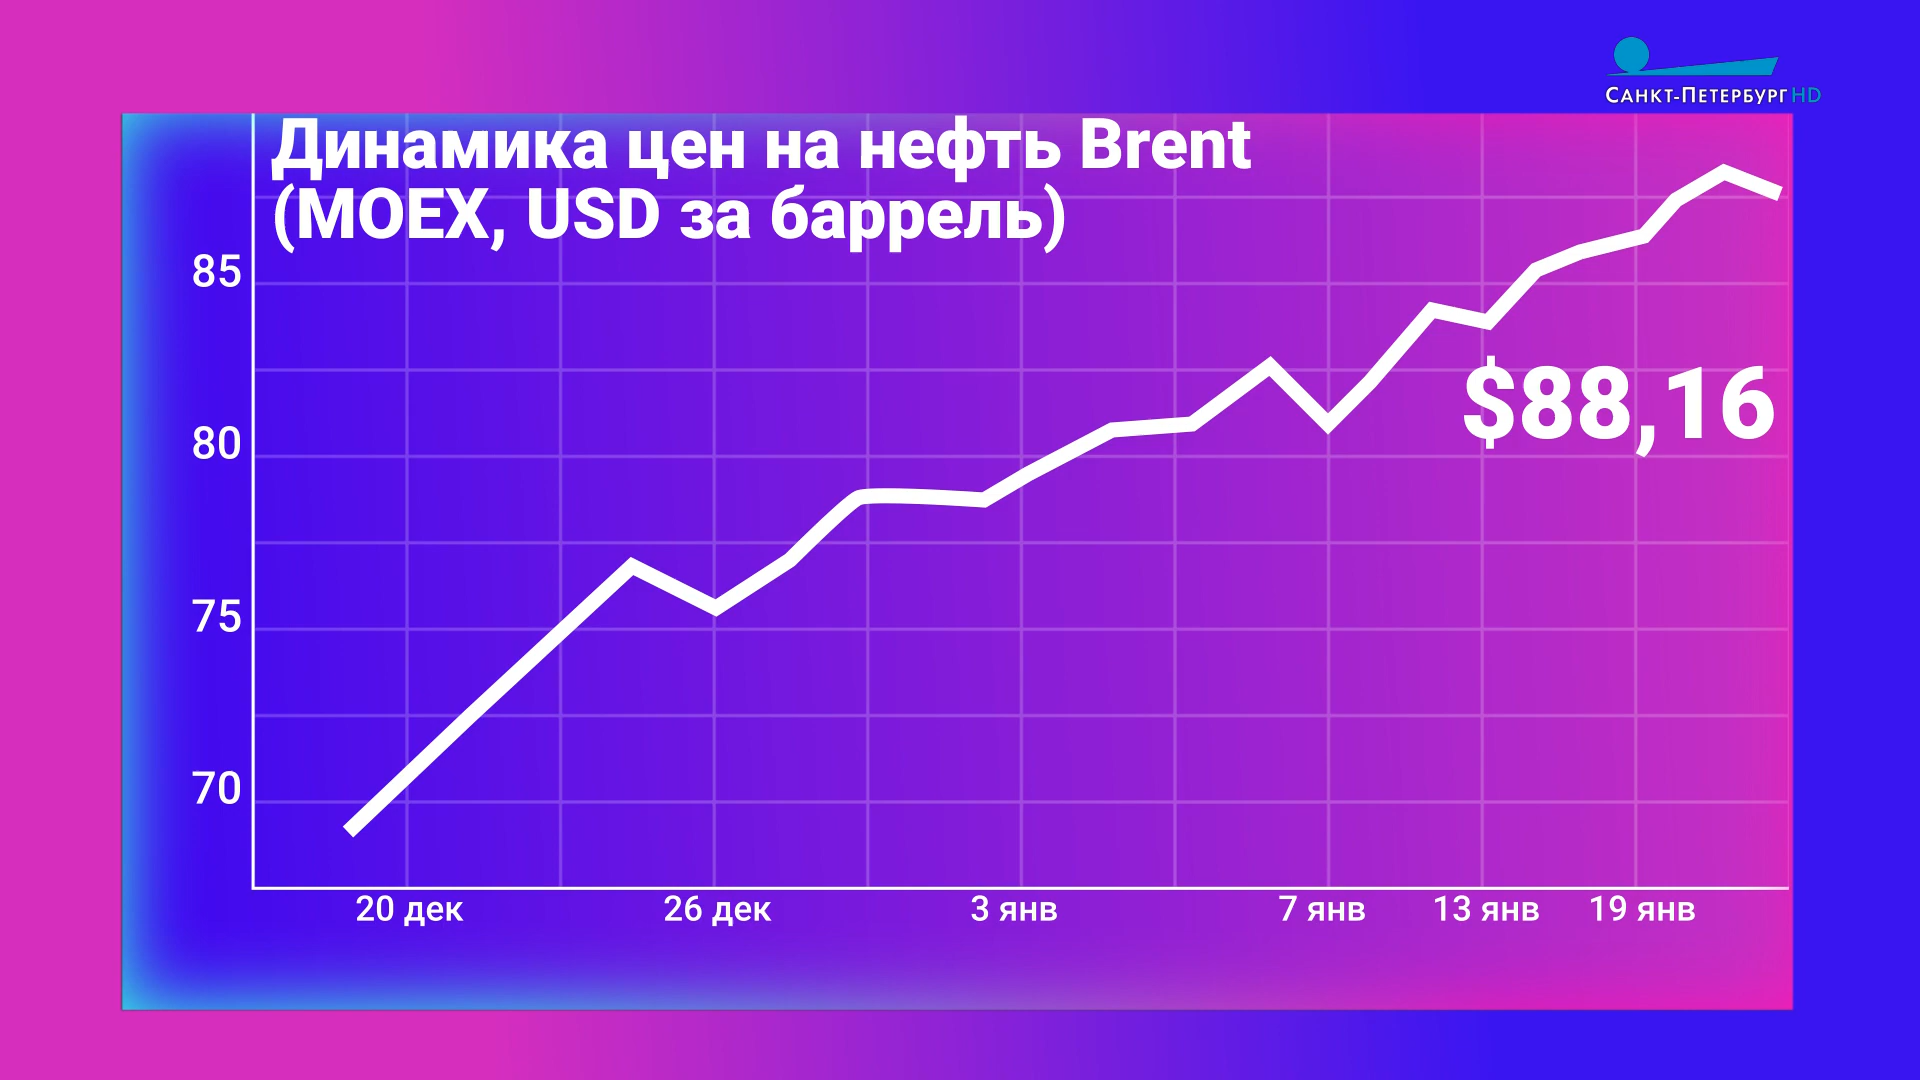 САНКТ-ПЕТЕРБУРГ HD
Динамика цен на нефть Brent
(MOEX, USD за баррель)
85
80
75
70
$88,16
20 дек
26 дек
3 янв
7 янв
13 янв
19 янв